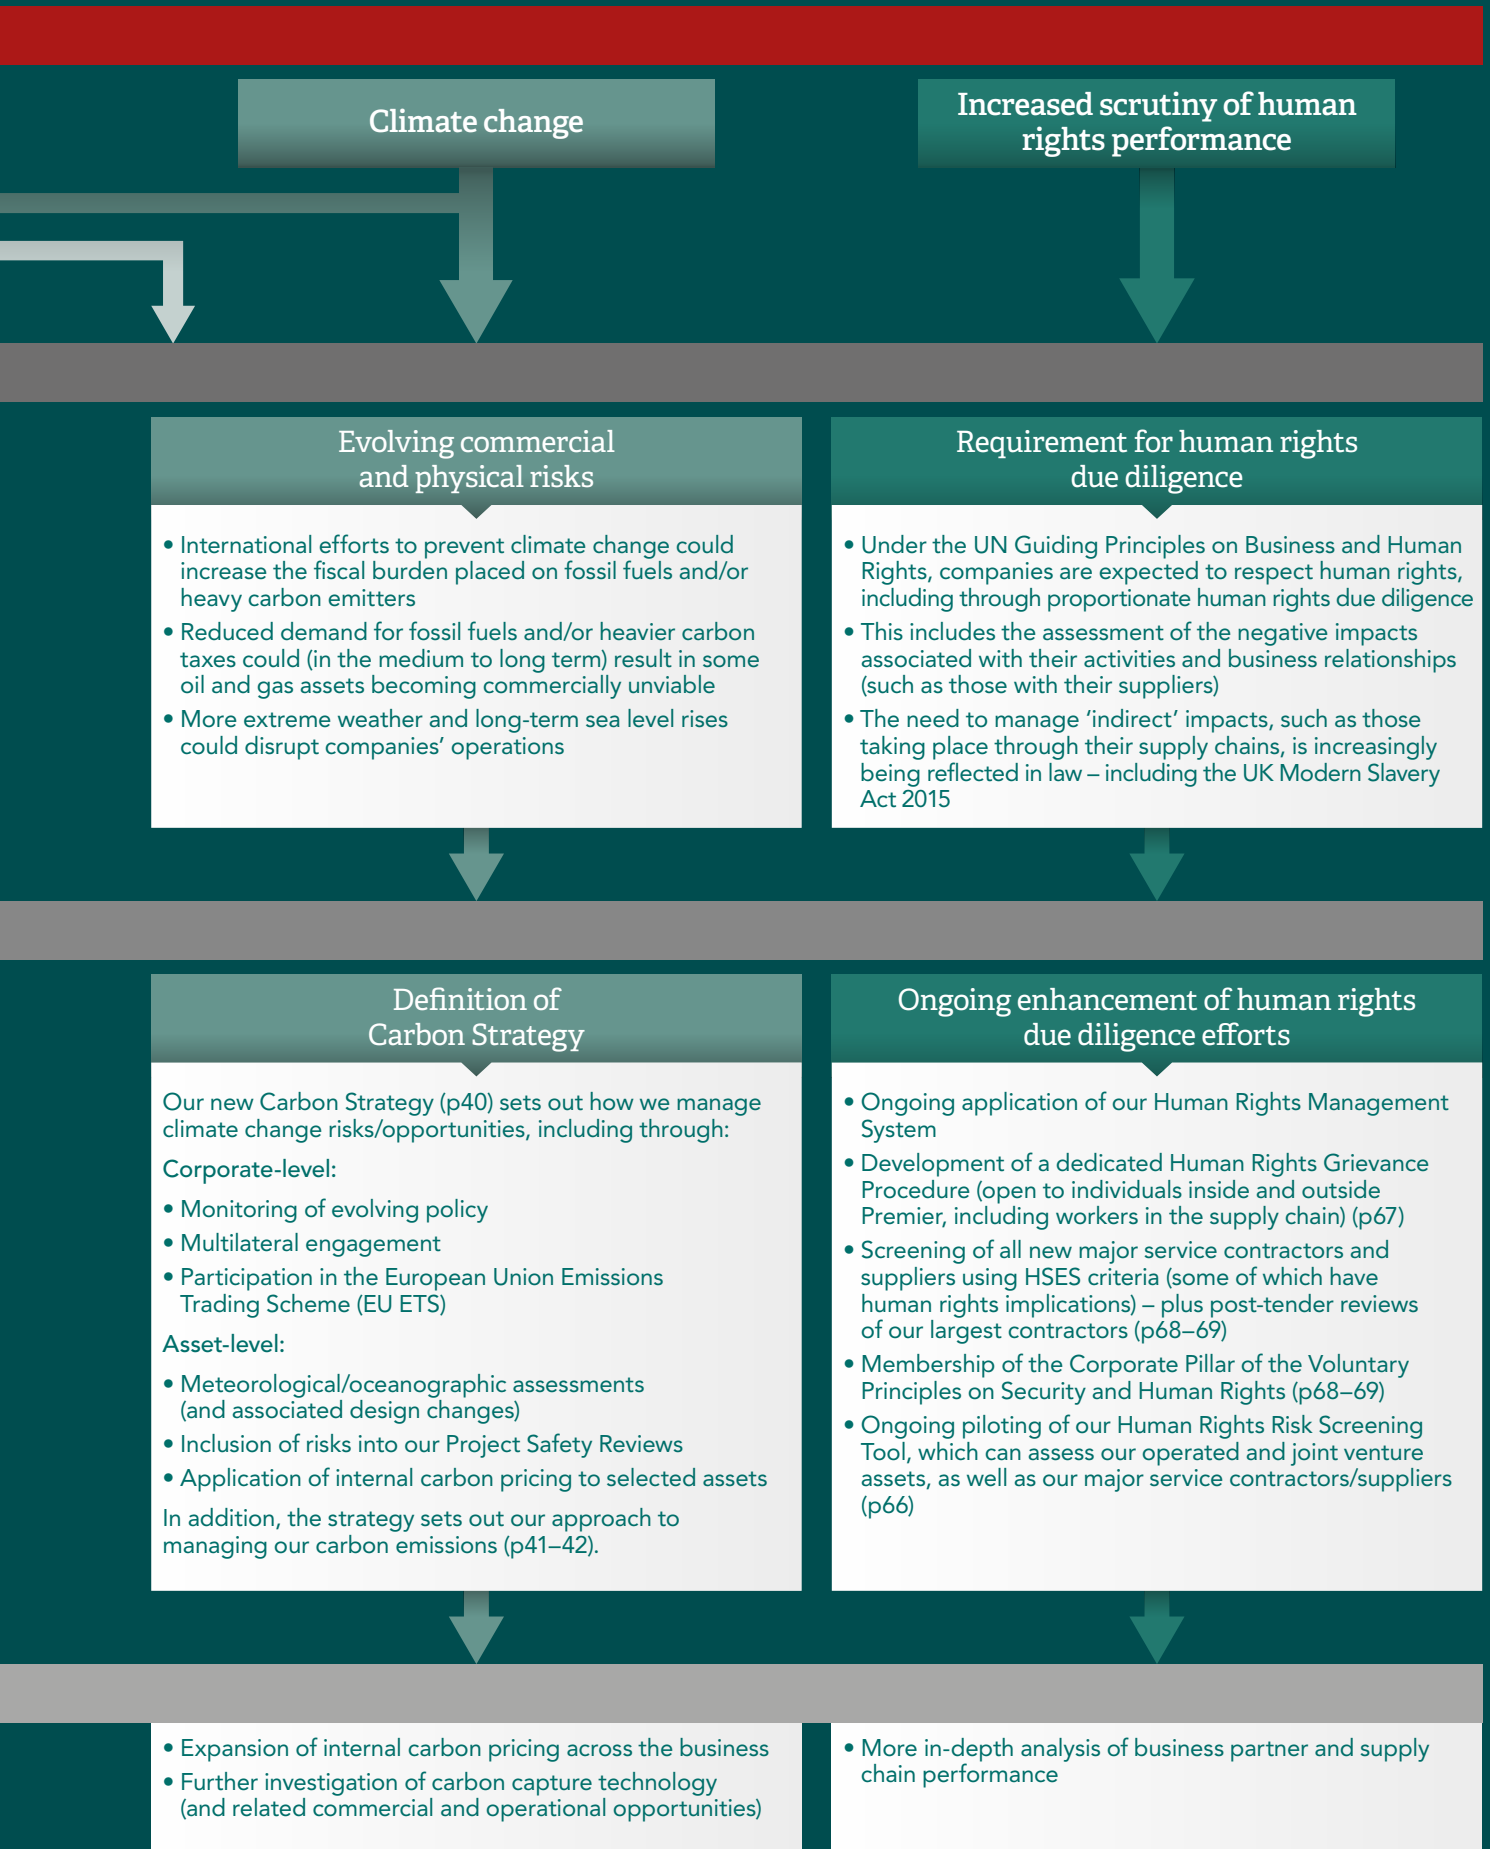 Climate change
Increased scrutiny of human
rights performance
Evolving commercial
and physical risks
• International efforts to prevent climate change could
increase the fiscal burden placed on fossil fuels and/or
heavy carbon emitters
• Reduced demand for fossil fuels and/or heavier carbon
taxes could (in the medium to long term) result in some
oil and gas assets becoming commercially unviable
• More extreme weather and long-term sea level rises
could disrupt companies’ operations
Requirement for human rights
due diligence
• Under the UN Guiding Principles on Business and Human
Rights, companies are expected to respect human rights,
including through proportionate human rights due diligence
• This includes the assessment of the negative impacts
associated with their activities and business relationships
(such as those with their suppliers)
• The need to manage ‘indirect’ impacts, such as those
taking place through their supply chains, is increasingly
being reflected in law – including the UK Modern Slavery
Act 2015
Definition of
Carbon Strategy
Our new Carbon Strategy (p40) sets out how we manage
climate change risks/opportunities, including through:
Corporate-level:
• Monitoring of evolving policy
• Multilateral engagement
• Participation in the European Union Emissions
Trading Scheme (EU ETS)
Asset-level:
• Meteorological/oceanographic assessments
(and associated design changes)
• Inclusion of risks into our Project Safety Reviews
• Application of internal carbon pricing to selected assets
In addition, the strategy sets out our approach to
managing our carbon emissions (p41–42).
Ongoing enhancement of human rights
due diligence efforts
• Ongoing application of our Human Rights Management
System
• Development of a dedicated Human Rights Grievance
Procedure (open to individuals inside and outside
Premier, including workers in the supply chain) (p67)
• Screening of all new major service contractors and
suppliers using HSES criteria (some of which have
human rights implications) – plus post-tender reviews
of our largest contractors (p68–69)
• Membership of the Corporate Pillar of the Voluntary
Principles on Security and Human Rights (p68–69)
• Ongoing piloting of our Human Rights Risk Screening
Tool, which can assess our operated and joint venture
assets, as well as our major service contractors/suppliers
(p66)
• Expansion of internal carbon pricing across the business
• Further investigation of carbon capture technology
(and related commercial and operational opportunities)
• More in-depth analysis of business partner and supply
chain performance